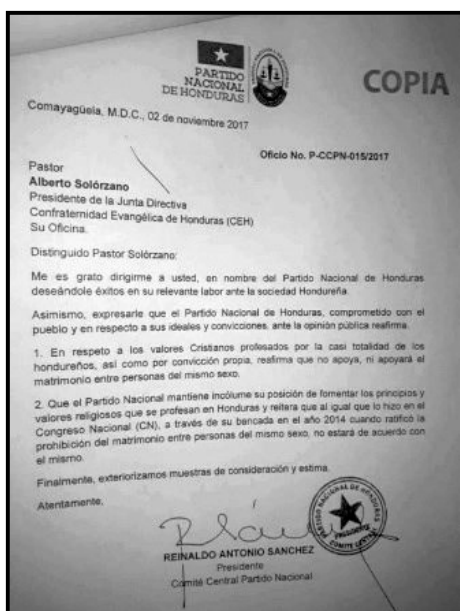 PARTIDO
NACIONAL
DE HONDURAS
COPIA
Comayagüela, M.D.C., 02 de noviembre 2017
Oficio No. P-CCPN-015/2017
Pastor
Alberto Solórzano
Presidente de la Junta Directiva
Confraternidad Evangélica de Honduras (CEH)
Su Oficina.
Distinguido Pastor Solórzano:
Me es grato dirigirme a usted, en nombre del Partido Nacional de Honduras
deseándole éxitos en su relevante labor ante la sociedad Hondureña.
Asimismo, expresarle que el Partido Nacional de Honduras, comprometido con el
pueblo y en respecto a sus ideales y convicciones, ante la opinión pública reafirma.
1. En respeto a los valores Cristianos profesados por la casi totalidad de los
hondureños, así como por convicción propia, reafirma que no apoya, ni apoyará el
matrimonio entre personas del mismo sexo.
2. Que el Partido Nacional mantiene incólume su posición de fomentar los principios y
valores religiosos que se profesan en Honduras y reitera que al igual que lo hizo en el
Congreso Nacional (CN), a través de su bancada en el año 2014 cuando ratificó la
prohibición del matrimonio entre personas del mismo sexo, no estará de acuerdo con
el mismo.
Finalmente, exteriorizamos muestras de consideración y estima.
Atentamente,
PARTIDO NACIONAL DE HONDURAS
COMITE CENTRAL
REINALDO ANTONIO SANCHEZ
Presidente
Comité Central Partido Nacional